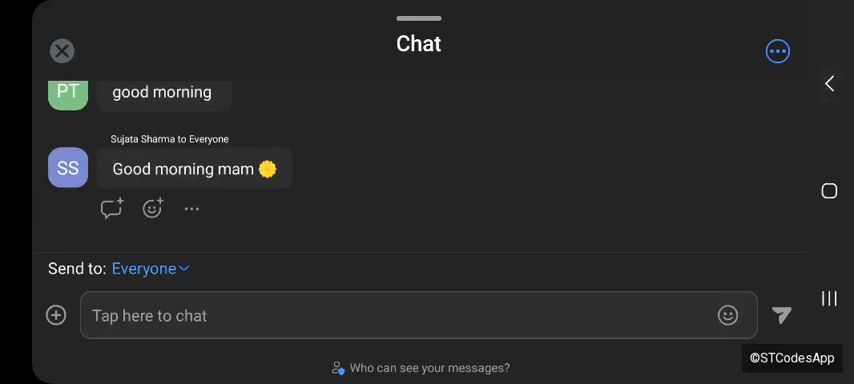 Chat
PT
good morning
Sujata Sharma to Everyone
SS
Good morning mam 🌼
Send to: Everyone
Tap here to chat
Who can see your messages?
©STCodesApp